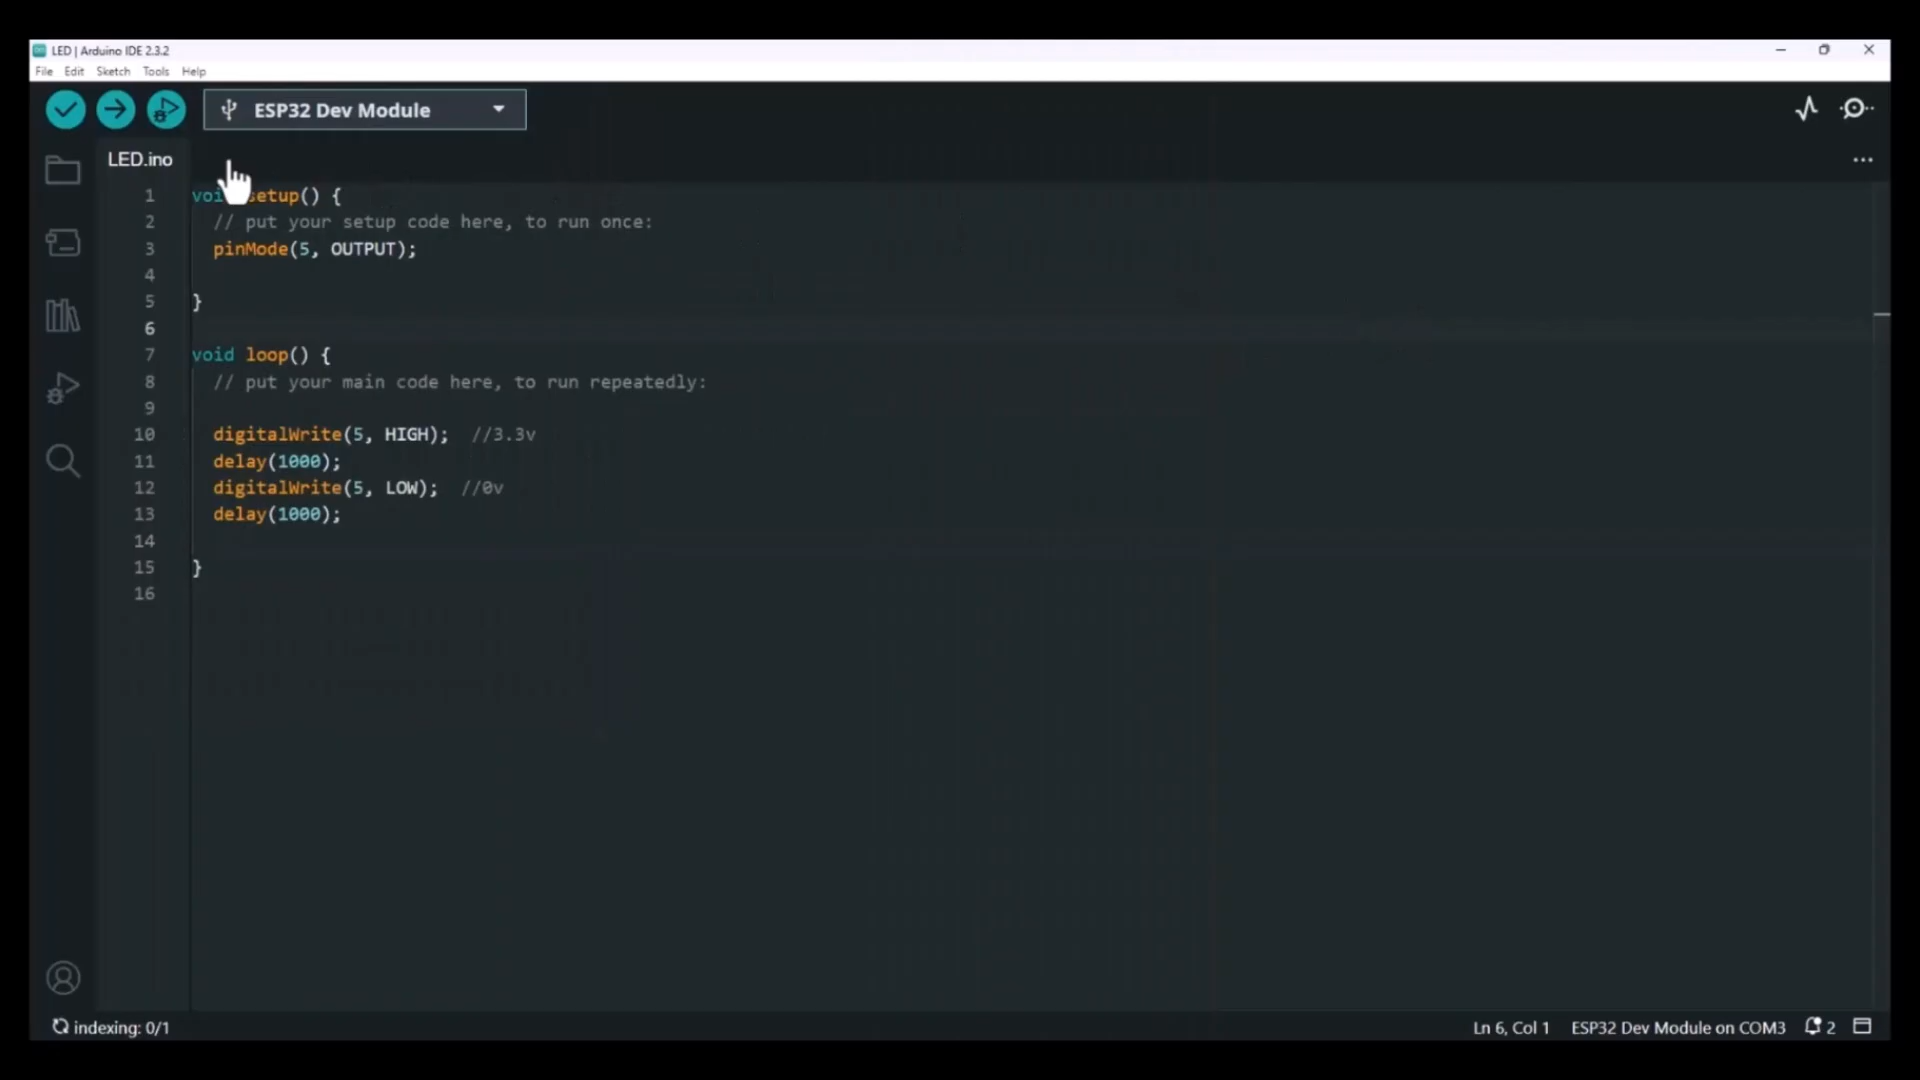 LED | Arduino IDE 2.3.2
File Edit Sketch Tools Help
ESP32 Dev Module
LED.ino
1 void setup() {
2 // put your setup code here, to run once:
3 pinMode(5, OUTPUT);
4
5 }
6
7 void loop() {
8 // put your main code here, to run repeatedly:
9
10 digitalWrite(5, HIGH); //3.3v
11 delay(1000);
12 digitalWrite(5, LOW); //0v
13 delay(1000);
14
15 }
16
indexing: 0/1 Ln 6, Col 1 ESP32 Dev Module on COM3 2